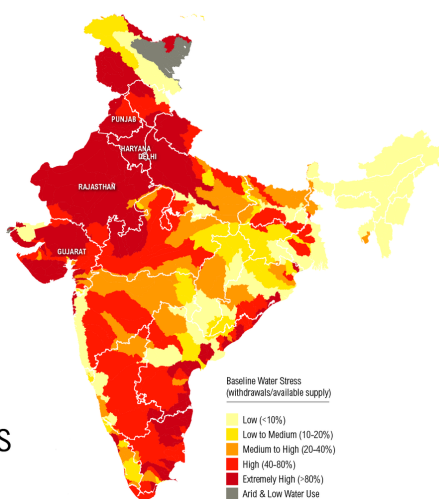 PUNJAB
HARYANA
DELHI
RAJASTHAN
GUJARAT
S
Baseline Water Stress
(withdrawals/available supply)
Low (<10%)
Low to Medium (10-20%)
Medium to High (20-40%)
High (40-80%)
Extremely High (>80%)
Arid & Low Water Use